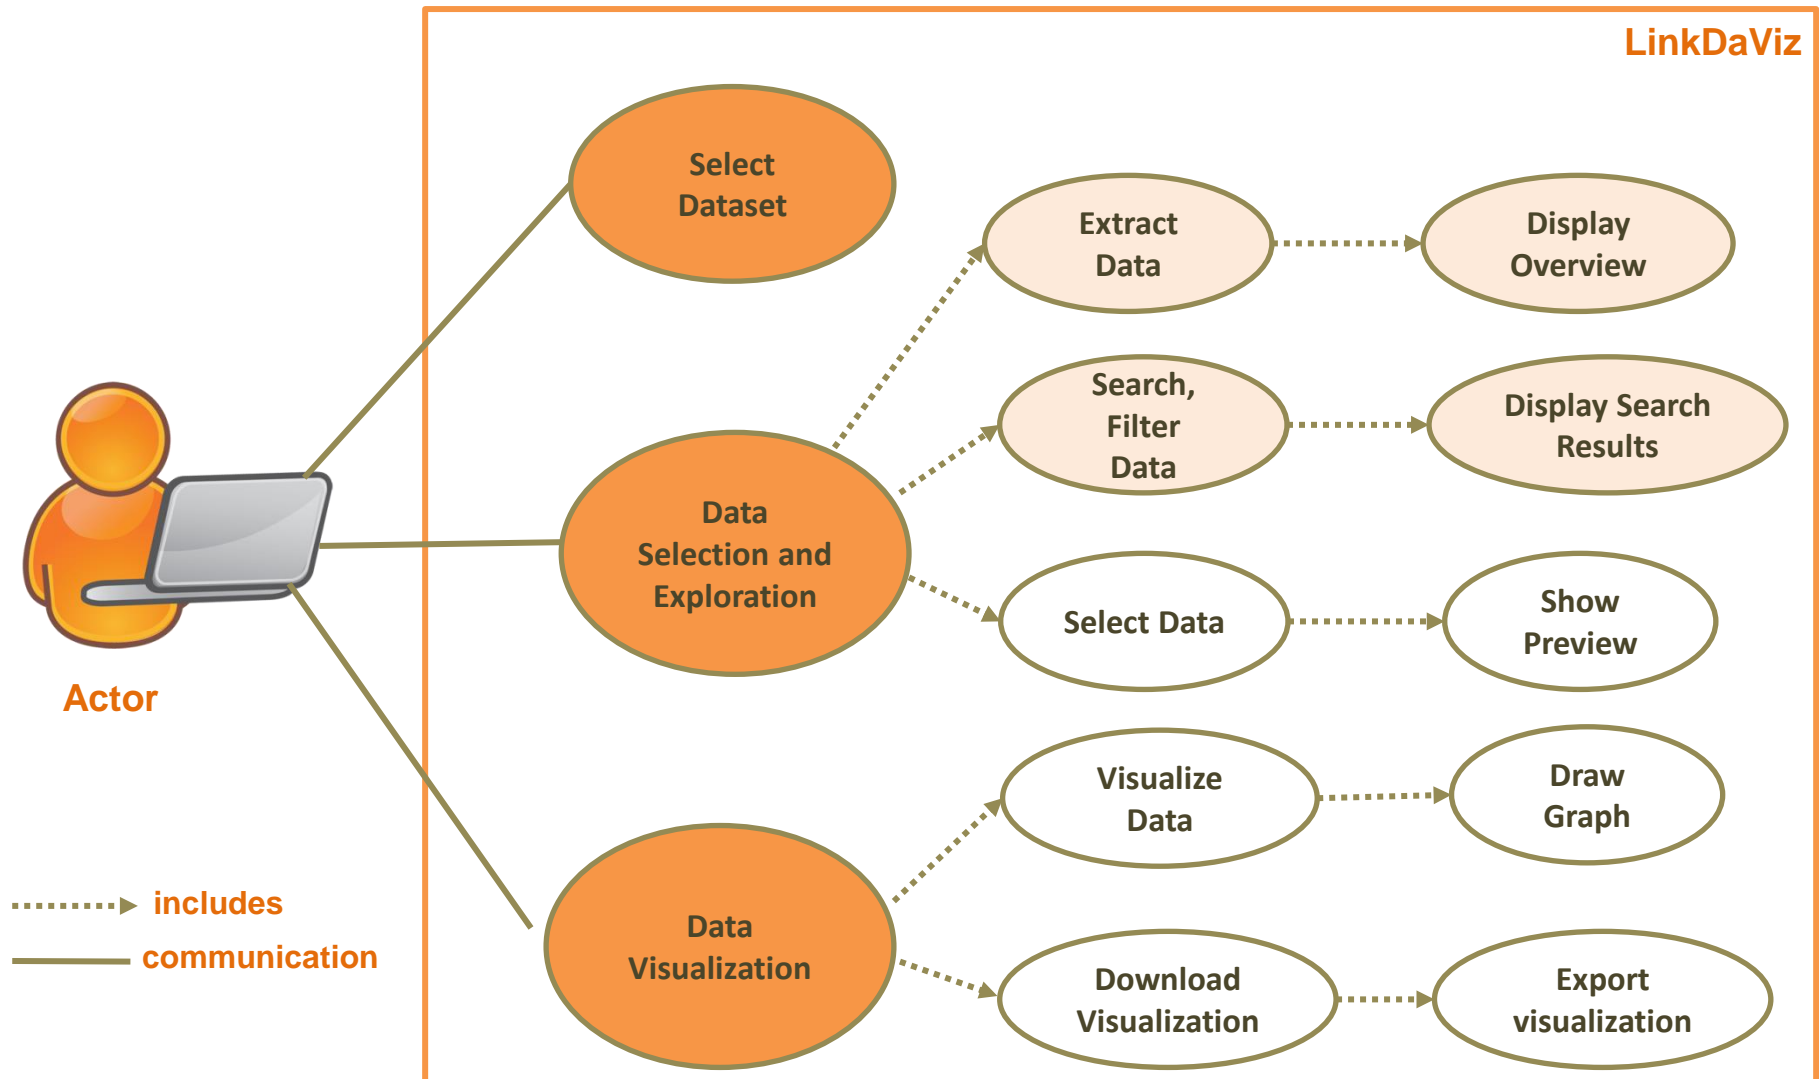 LinkDaViz
Select
Dataset
Extract
Data
Display
Overview
Search,
Filter
Data
Display Search
Results
Data
Selection and
Exploration
Select Data
Show
Preview
Actor
Visualize
Data
Draw
Graph
includes
communication
Data
Visualization
Download
Visualization
Export
visualization